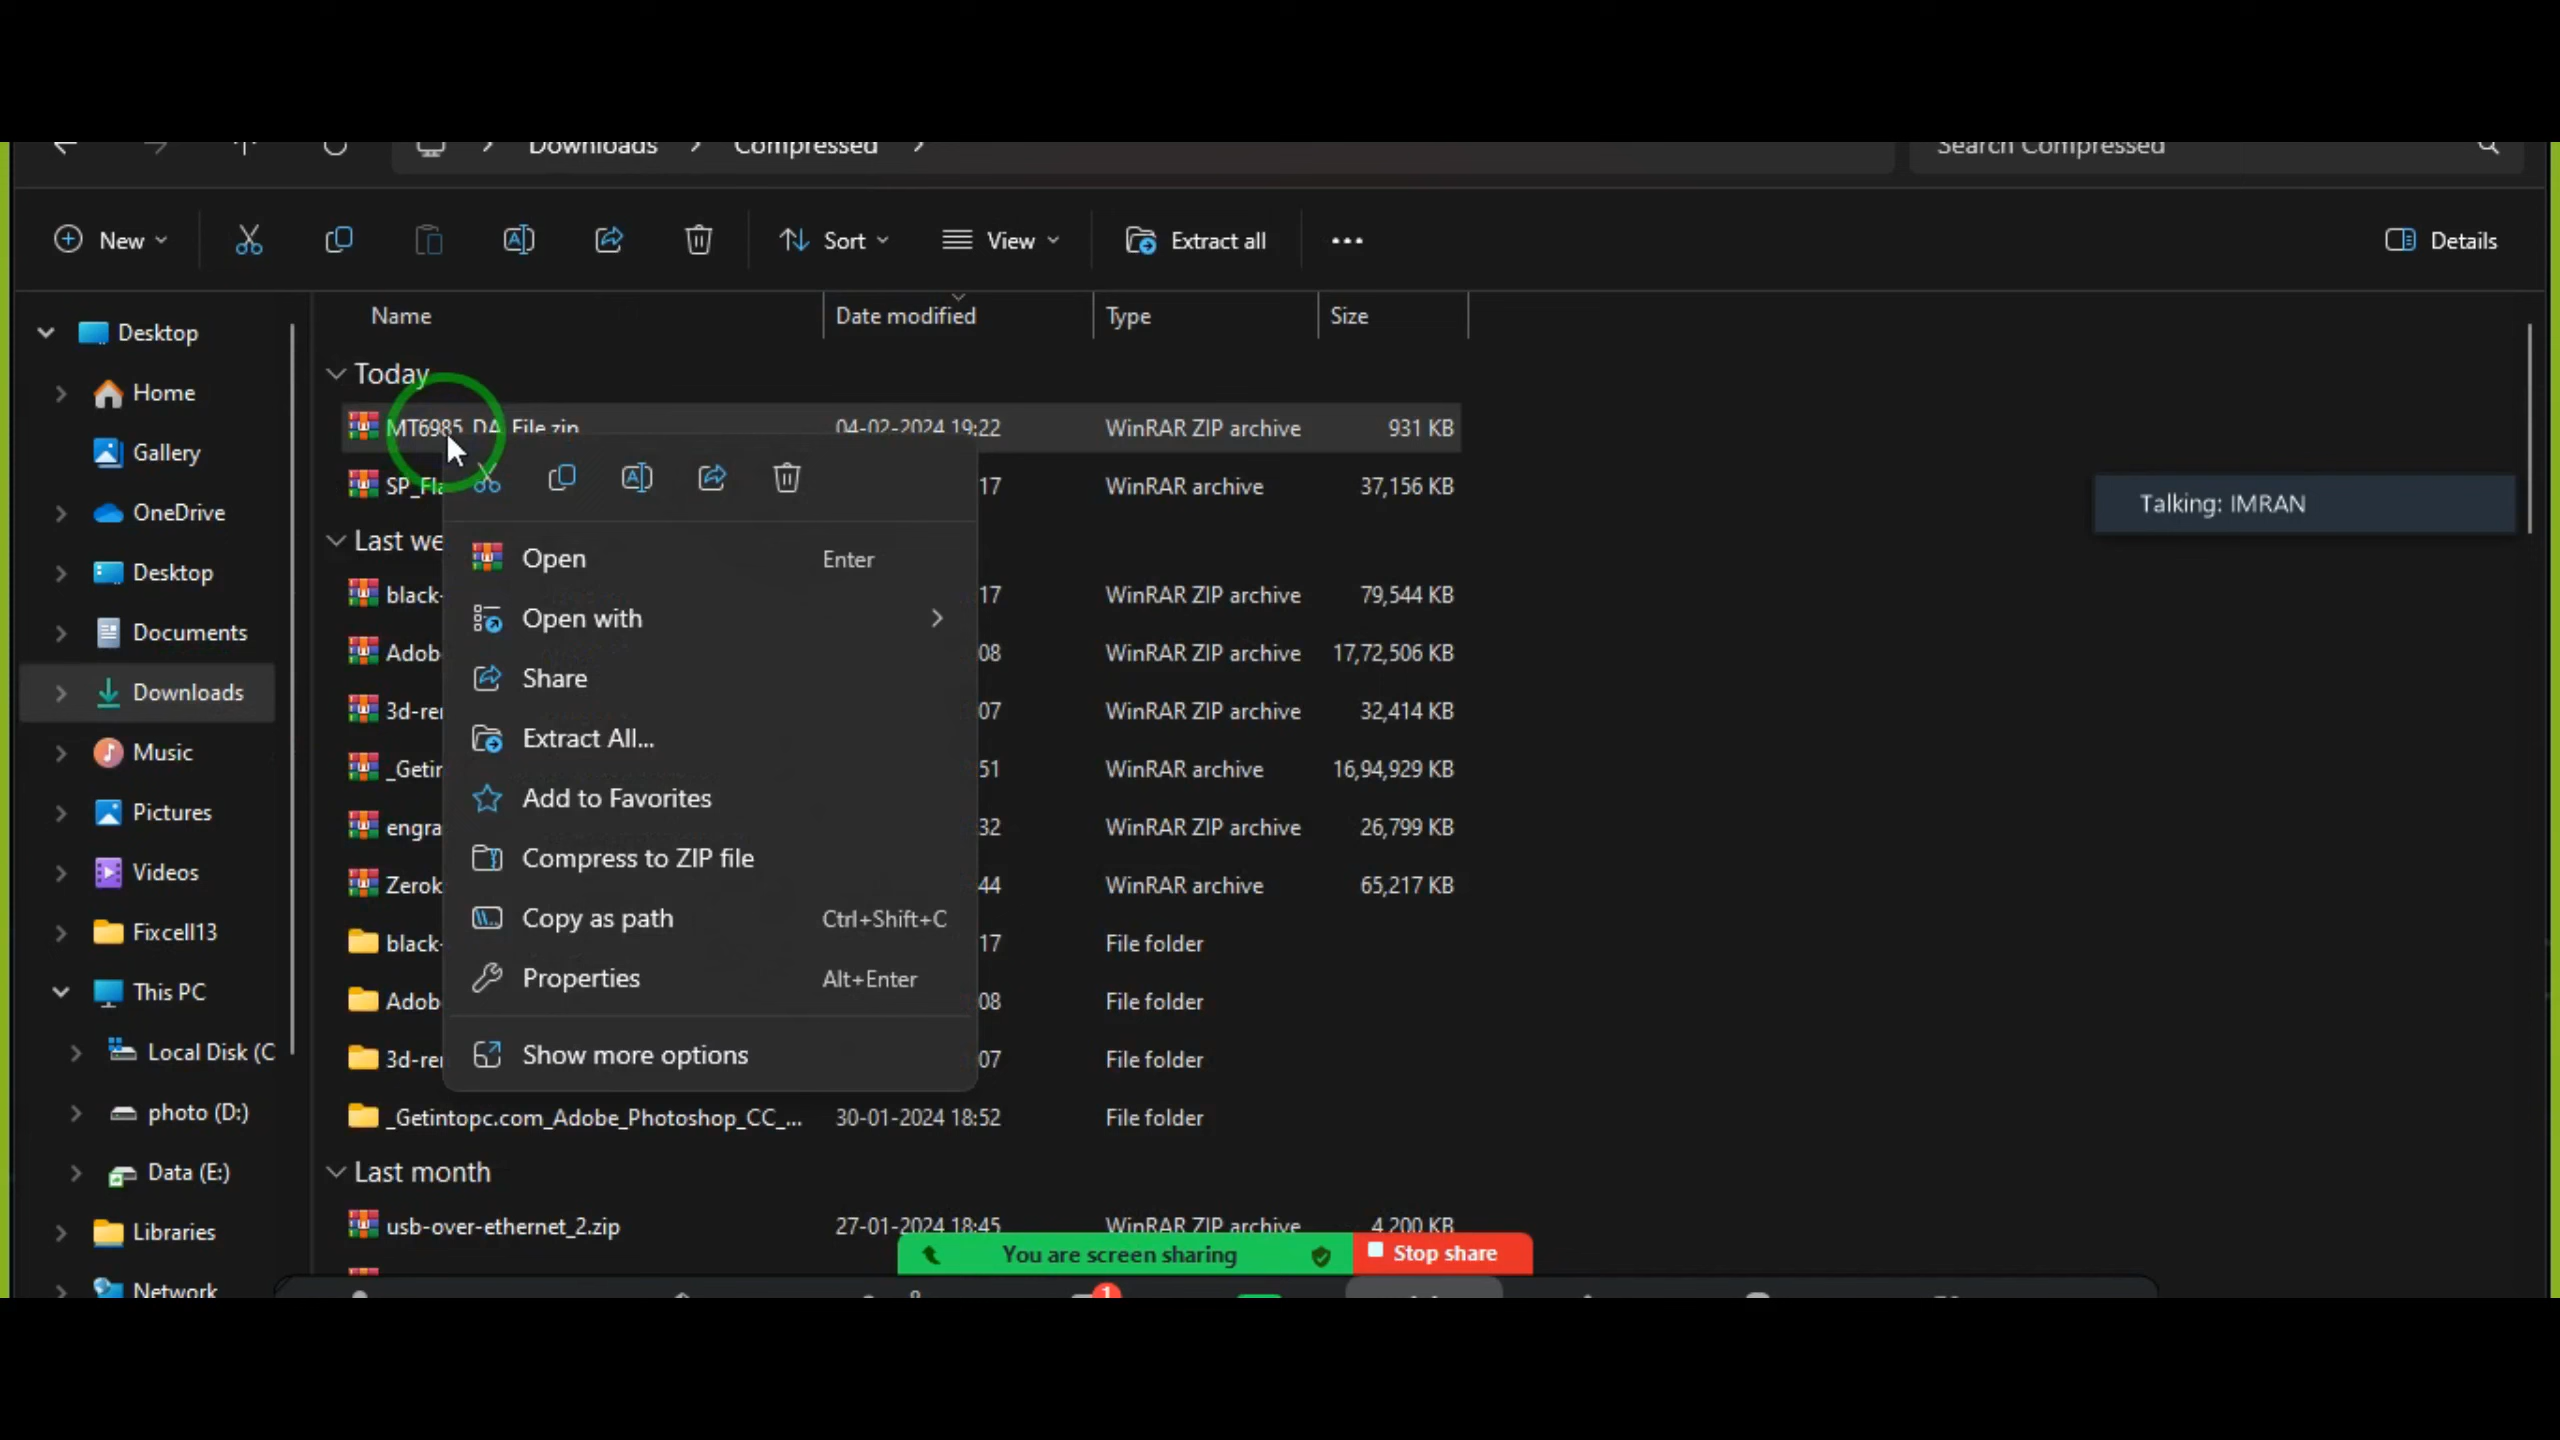 Downloads > Compressed >
Search Compressed
New
Sort
View
Extract all
Details
Name
Date modified
Type
Size
Desktop
Home
Gallery
OneDrive
Desktop
Documents
Downloads
Music
Pictures
Videos
Fixcell13
This PC
Local Disk (C
photo (D:)
Data (E:)
Libraries
Network
Today
MT6985_DA_File.zip 04-02-2024 19:22 WinRAR ZIP archive 931 KB
SP_Fla 17 WinRAR archive 37,156 KB
Last we
black- 17 WinRAR ZIP archive 79,544 KB
Adob 08 WinRAR ZIP archive 17,72,506 KB
3d-rer 07 WinRAR ZIP archive 32,414 KB
_Getir 51 WinRAR archive 16,94,929 KB
engra 32 WinRAR ZIP archive 26,799 KB
Zerok 44 WinRAR archive 65,217 KB
black- 17 File folder
Adob 08 File folder
3d-rer 07 File folder
_Getintopc.com_Adobe_Photoshop_CC_... 30-01-2024 18:52 File folder
Last month
usb-over-ethernet_2.zip 27-01-2024 18:45 WinRAR ZIP archive 4,200 KB
Open Enter
Open with
Share
Extract All...
Add to Favorites
Compress to ZIP file
Copy as path Ctrl+Shift+C
Properties Alt+Enter
Show more options
Talking: IMRAN
You are screen sharing
Stop share
1